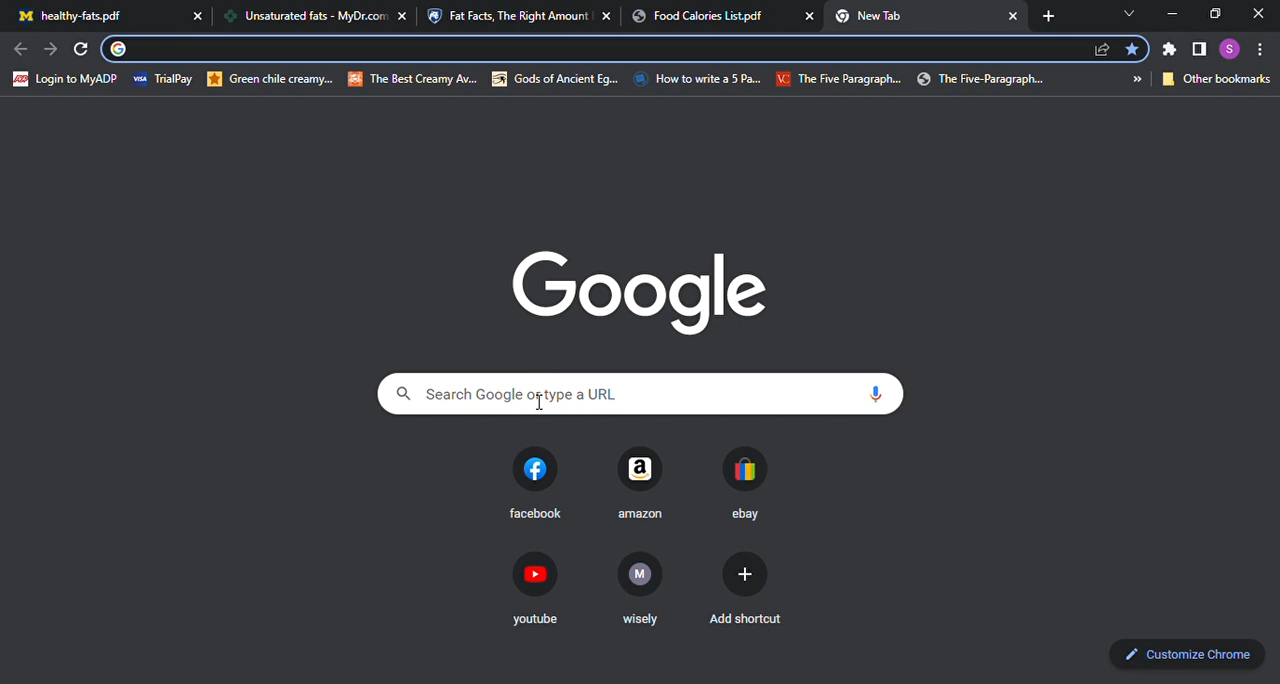 healthy-fats.pdf
Unsaturated fats - MyDr.com
Fat Facts, The Right Amount
Food Calories List.pdf
New Tab
Login to MyADP
VISA
TrialPay
Green chile creamy...
The Best Creamy Av...
Gods of Ancient Eg...
How to write a 5 Pa...
VC
The Five Paragraph...
The Five-Paragraph...
»
Other bookmarks
S
Google
Search Google or type a URL
facebook
amazon
ebay
M
youtube
wisely
Add shortcut
Customize Chrome